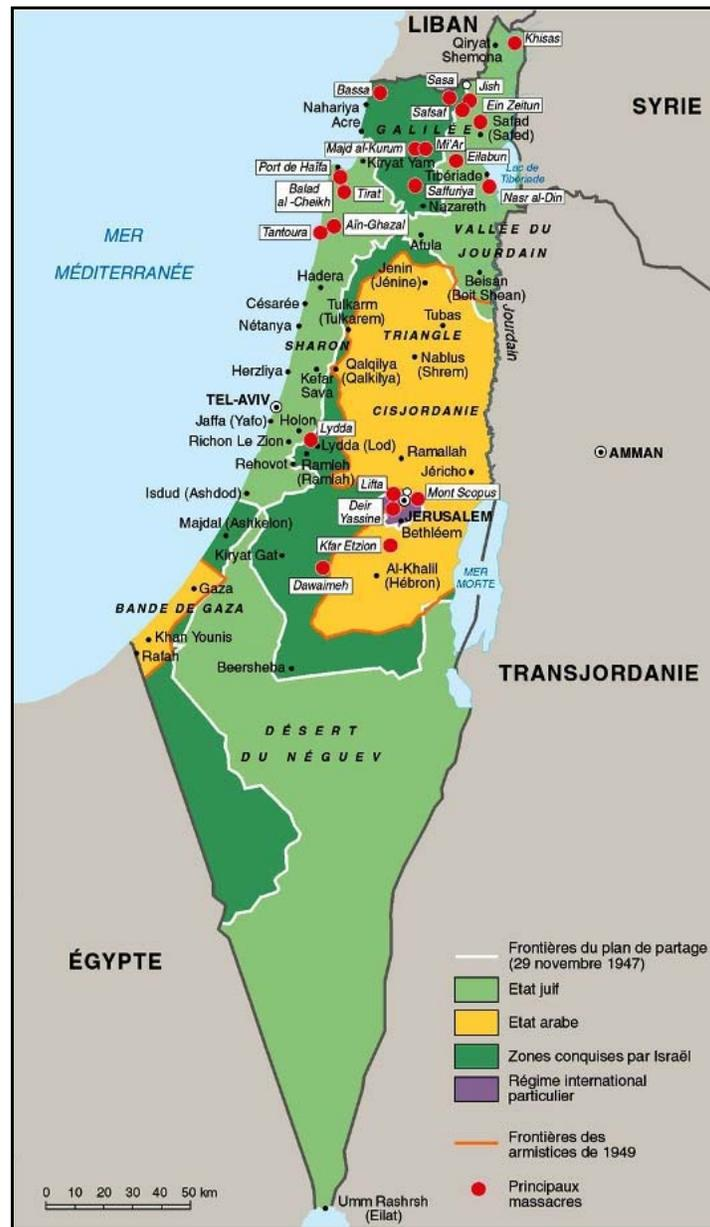 LIBAN
Qiryat
Shemona
Khisas
Bassa
Sasa
Jish
SYRIE
Nahariya
Acre
Safsaf
Ein Zeitun
GALILÉE
Safad
(Safed)
Majd al-Kurum
Mi'Ar
Port de Haïfa
Kiryat Yam
Eilabun
Tibériade
Lac de
Tibériade
Balad
al -Cheikh
Tirat
Saffuriya
Nasr al-Din
Nazareth
Tantoura
Aïn-Ghazal
MER
MÉDITERRANÉE
VALLÉE DU
JOURDAIN
Afula
Jenin
(Jénine)
Beisan
(Beit Shean)
Hadera
Césarée
Tulkarm
(Tulkarem)
Tubas
Jourdain
Nétanya
SHARON
TRIANGLE
Nablus
(Shrem)
Herzliya
Kefar
Sava
Qalqilya
(Qalkilya)
TEL-AVIV
CISJORDANIE
Jaffa (Yafo)
Holon
Lydda
Richon Le Zion
Lydda (Lod)
Ramallah
AMMAN
Rehovot
Ramleh
(Ramlah)
Jéricho
Isdud (Ashdod)
Lifta
Mont Scopus
Deir
Yassine
JERUSALEM
Majdal (Ashkelon)
Bethléem
Kiryat Gat
Kfar Etzion
MER
MORTE
Dawaimeh
Al-Khalil
(Hébron)
Gaza
BANDE DE GAZA
Khan Younis
Rafah
Beersheba
TRANSJORDANIE
DÉSERT
DU NÉGUEV
ÉGYPTE
Frontières du plan de partage
(29 novembre 1947)
Etat juif
Etat arabe
Zones conquises par Israël
Régime international
particulier
Frontières des
armistices de 1949
Principaux
massacres
0 10 20 30 40 50 km
Umm Rashrsh
(Eilat)